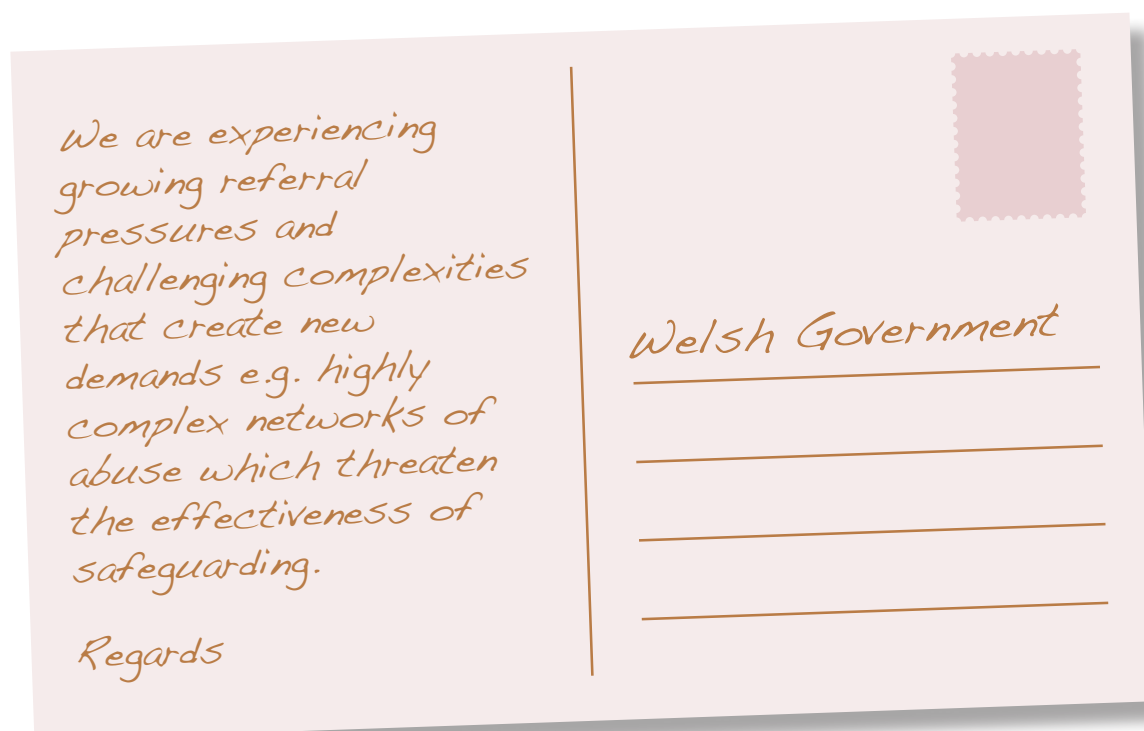 We are experiencing
growing referral
pressures and
challenging complexities
that create new
demands e.g. highly
complex networks of
abuse which threaten
the effectiveness of
safeguarding.
Regards
Welsh Government